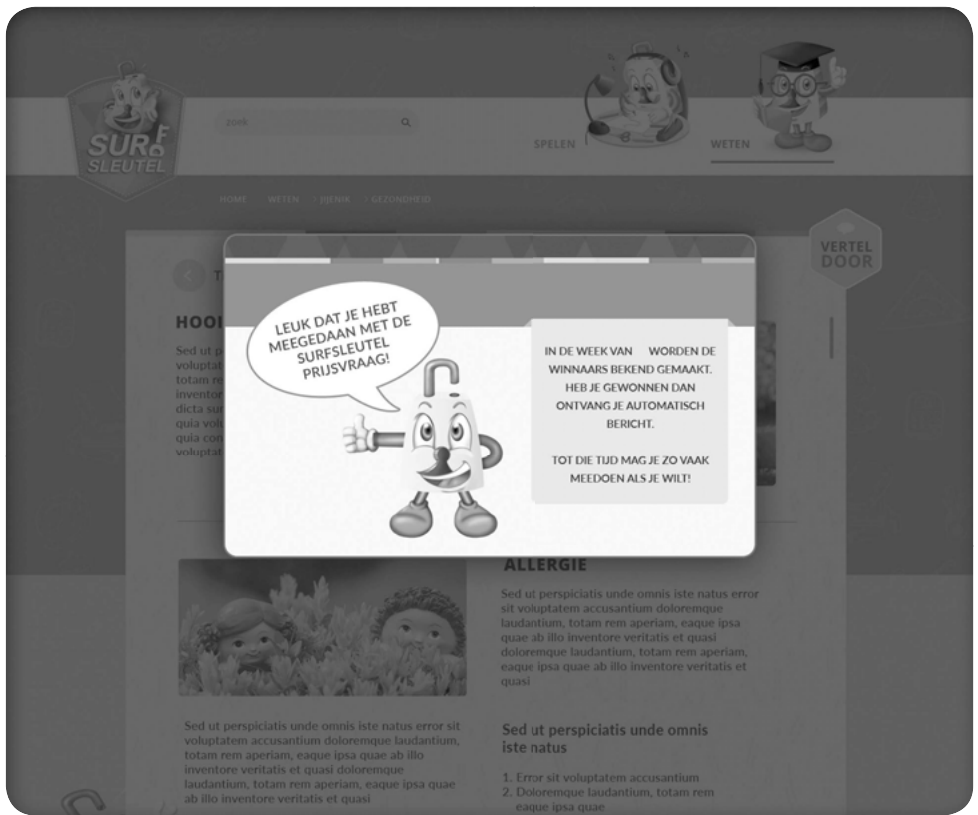 SURF
SLEUTEL
zoek
SPELEN
WETEN
HOME WETEN > HYGIËNE > GEZONDHEID
VERTEL
DOOR
T
HOOI
Sed ut p
voluptat
totam re
inventor
dicta sun
quia volu
quia con
voluptat
LEUK DAT JE HEBT
MEEGEDAAN MET DE
SURFSLEUTEL
PRIJSVRAAG!
IN DE WEEK VAN WORDEN DE
WINNAARS BEKEND GEMAAKT.
HEB JE GEWONNEN DAN
ONTVANG JE AUTOMATISCH
BERICHT.
TOT DIE TIJD MAG JE ZO VAAK
MEEDOEN ALS JE WILT!
Sed ut perspiciatis unde omnis iste natus error sit
voluptatem accusantium doloremque laudantium,
totam rem aperiam, eaque ipsa quae ab illo
inventore veritatis et quasi doloremque
laudantium, totam rem aperiam, eaque ipsa quae
ab illo inventore veritatis et quasi
ALLERGIE
Sed ut perspiciatis unde omnis iste natus error
sit voluptatem accusantium doloremque
laudantium, totam rem aperiam, eaque ipsa
quae ab illo inventore veritatis et quasi
doloremque laudantium, totam rem aperiam,
eaque ipsa quae ab illo inventore veritatis et
quasi
Sed ut perspiciatis unde omnis
iste natus
1. Error sit voluptatem accusantium
2. Doloremque laudantium, totam rem
eaque ipsa quae